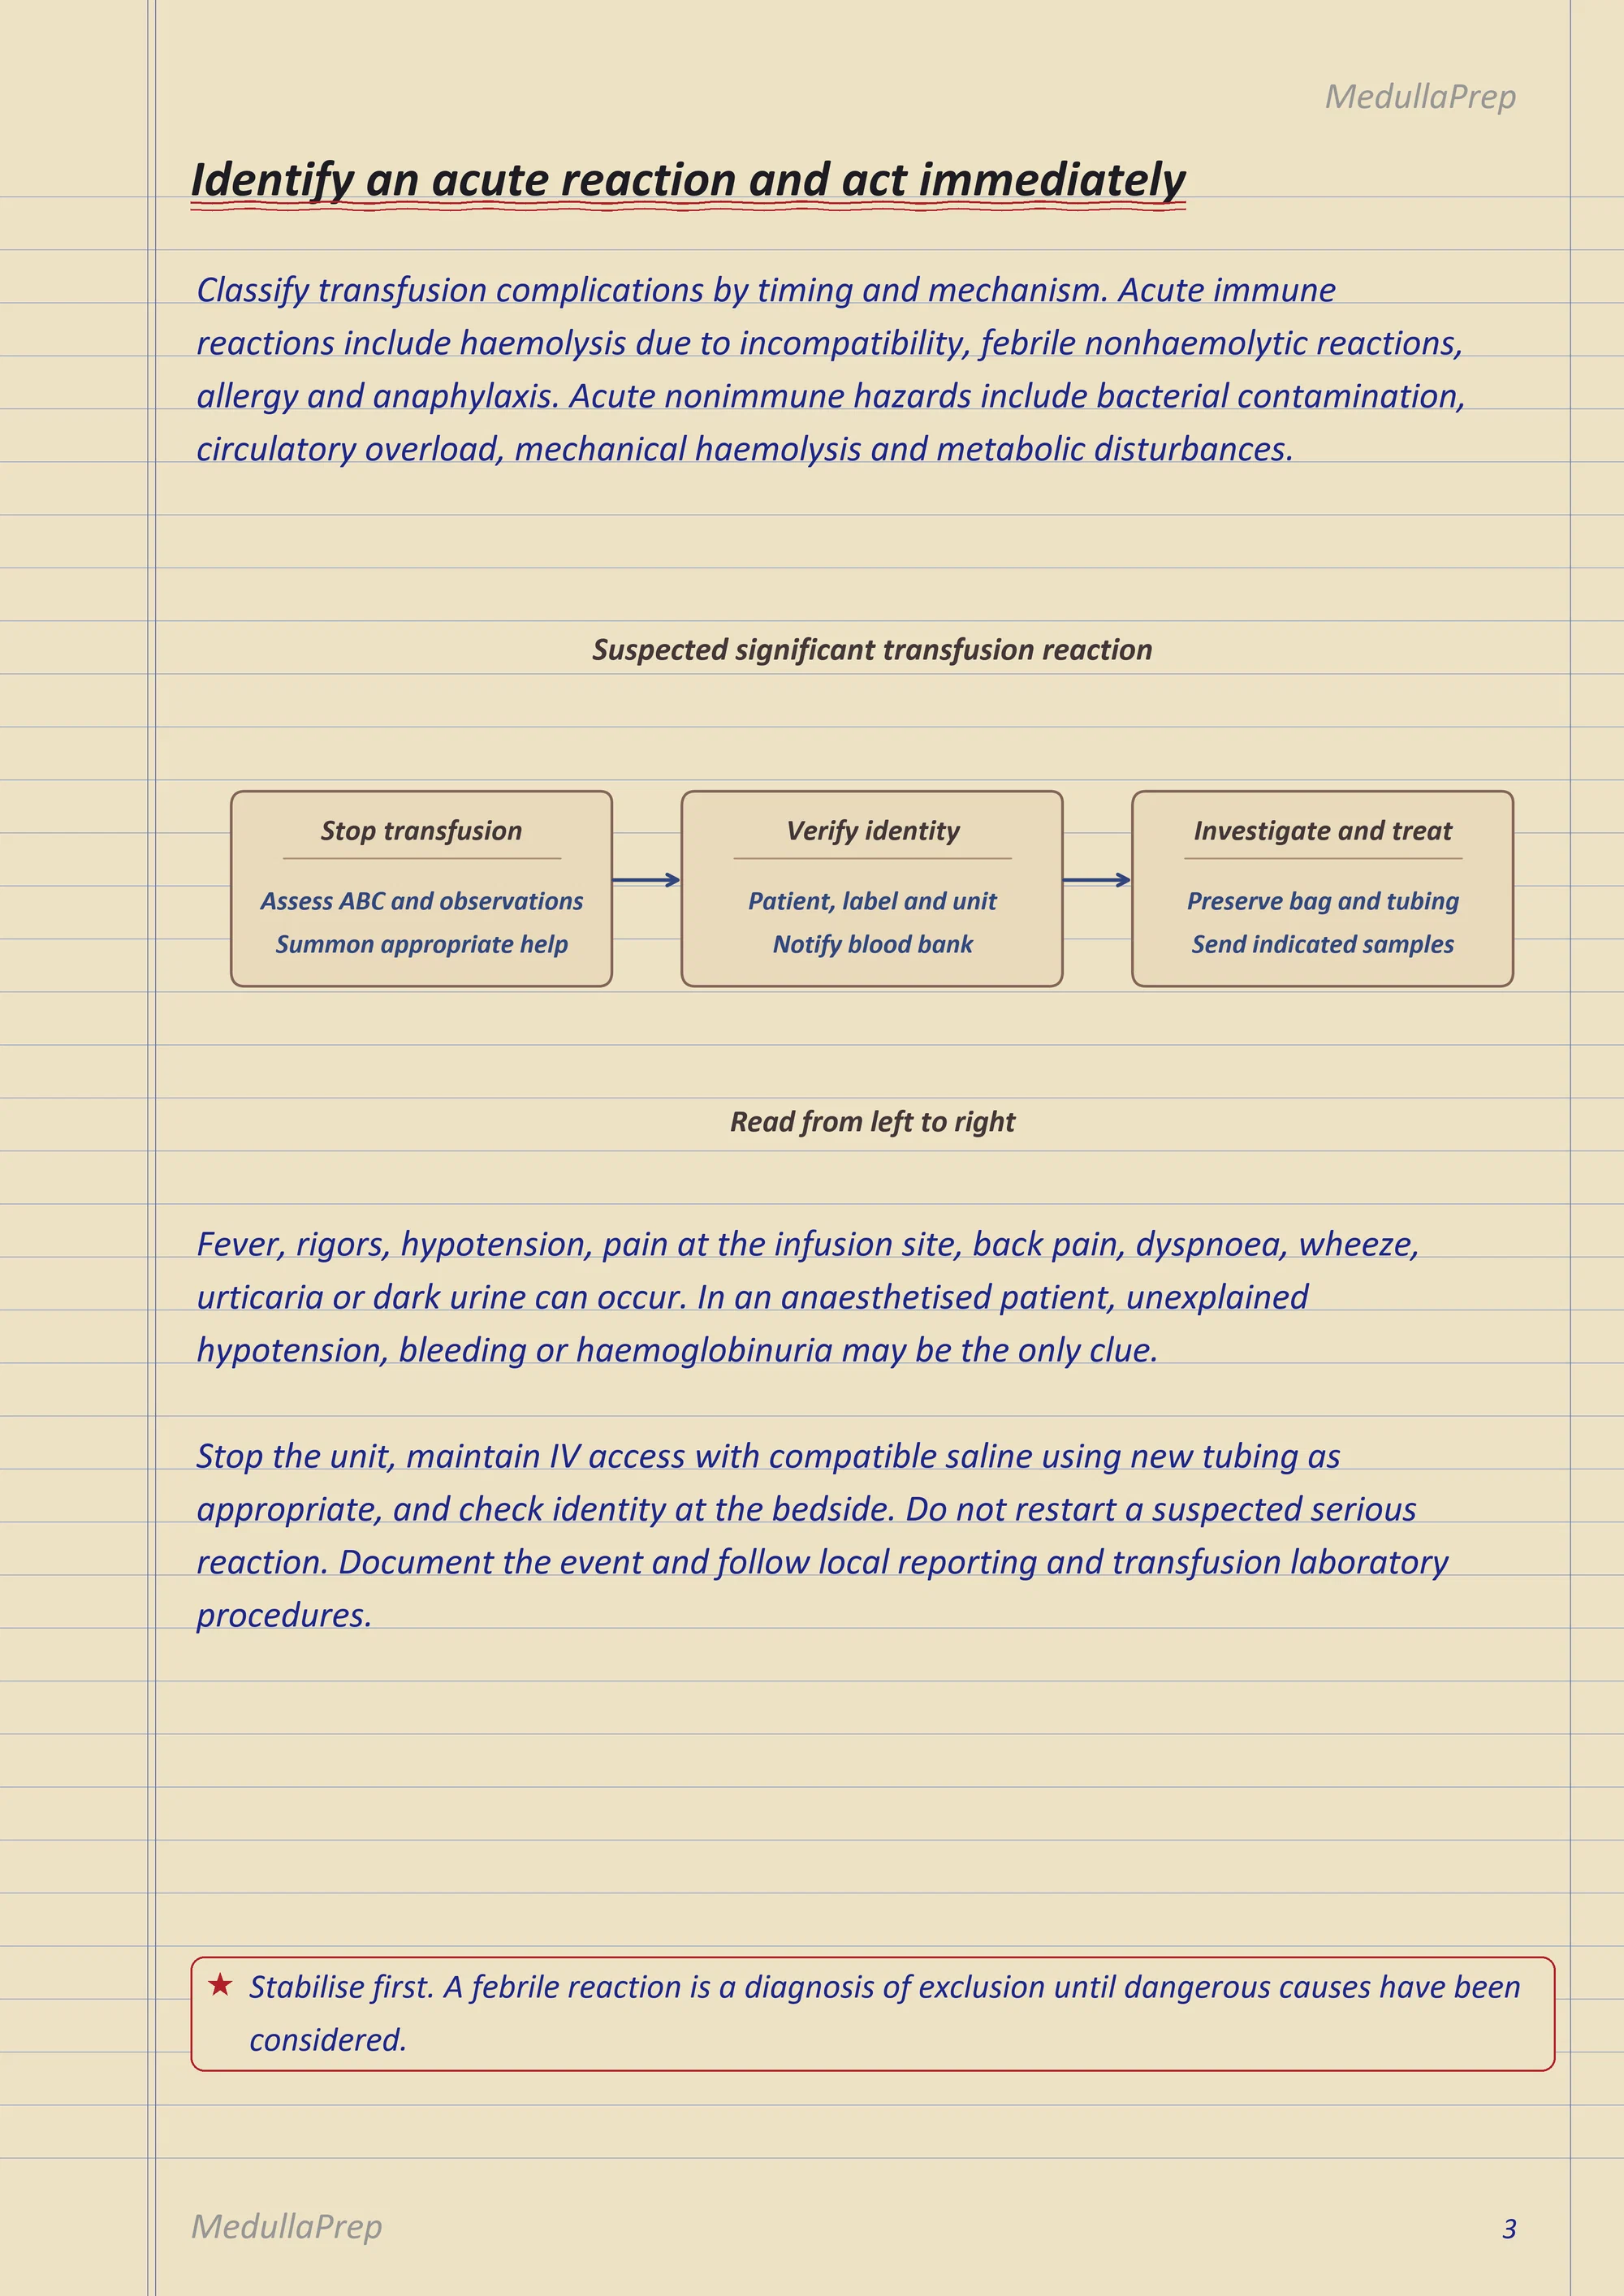 MedullaPrep
Identify an acute reaction and act immediately
Classify transfusion complications by timing and mechanism. Acute immune
reactions include haemolysis due to incompatibility, febrile nonhaemolytic reactions,
allergy and anaphylaxis. Acute nonimmune hazards include bacterial contamination,
circulatory overload, mechanical haemolysis and metabolic disturbances.
Suspected significant transfusion reaction
Stop transfusion
Assess ABC and observations
Summon appropriate help
Verify identity
Patient, label and unit
Notify blood bank
Investigate and treat
Preserve bag and tubing
Send indicated samples
Read from left to right
Fever, rigors, hypotension, pain at the infusion site, back pain, dyspnoea, wheeze,
urticaria or dark urine can occur. In an anaesthetised patient, unexplained
hypotension, bleeding or haemoglobinuria may be the only clue.
Stop the unit, maintain IV access with compatible saline using new tubing as
appropriate, and check identity at the bedside. Do not restart a suspected serious
reaction. Document the event and follow local reporting and transfusion laboratory
procedures.
★ Stabilise first. A febrile reaction is a diagnosis of exclusion until dangerous causes have been
considered.
MedullaPrep
3